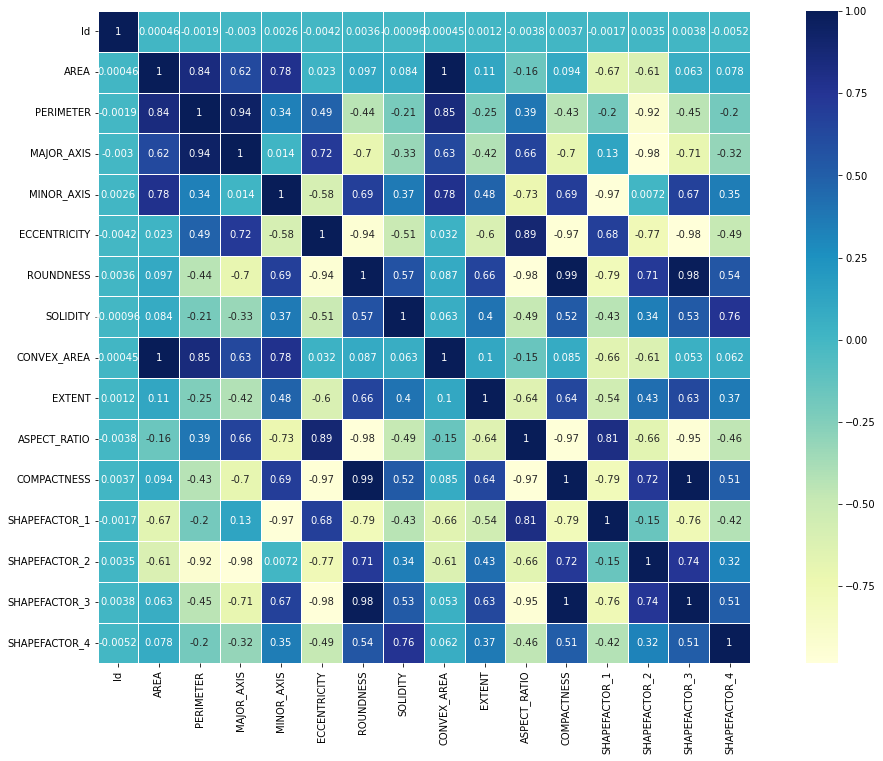 Id 1 0.00046 -0.0019 -0.003 0.0026 -0.0042 0.0036 -0.00096 0.00045 0.0012 -0.0038 0.0037 -0.0017 0.0035 0.0038 -0.0052
AREA 0.00046 1 0.84 0.62 0.78 0.023 0.097 0.084 1 0.11 -0.16 0.094 -0.67 -0.61 0.063 0.078
PERIMETER -0.0019 0.84 1 0.94 0.34 0.49 -0.44 -0.21 0.85 -0.25 0.39 -0.43 -0.2 -0.92 -0.45 -0.2
MAJOR_AXIS -0.003 0.62 0.94 1 0.014 0.72 -0.7 -0.33 0.63 -0.42 0.66 -0.7 0.13 -0.98 -0.71 -0.32
MINOR_AXIS 0.0026 0.78 0.34 0.014 1 -0.58 0.69 0.37 0.78 0.48 -0.73 0.69 -0.97 0.0072 0.67 0.35
ECCENTRICITY -0.0042 0.023 0.49 0.72 -0.58 1 -0.94 -0.51 0.032 -0.6 0.89 -0.97 0.68 -0.77 -0.98 -0.49
ROUNDNESS 0.0036 0.097 -0.44 -0.7 0.69 -0.94 1 0.57 0.087 0.66 -0.98 0.99 -0.79 0.71 0.98 0.54
SOLIDITY -0.00096 0.084 -0.21 -0.33 0.37 -0.51 0.57 1 0.063 0.4 -0.49 0.52 -0.43 0.34 0.53 0.76
CONVEX_AREA 0.00045 1 0.85 0.63 0.78 0.032 0.087 0.063 1 0.1 -0.15 0.085 -0.66 -0.61 0.053 0.062
EXTENT 0.0012 0.11 -0.25 -0.42 0.48 -0.6 0.66 0.4 0.1 1 -0.64 0.64 -0.54 0.43 0.63 0.37
ASPECT_RATIO -0.0038 -0.16 0.39 0.66 -0.73 0.89 -0.98 -0.49 -0.15 -0.64 1 -0.97 0.81 -0.66 -0.95 -0.46
COMPACTNESS 0.0037 0.094 -0.43 -0.7 0.69 -0.97 0.99 0.52 0.085 0.64 -0.97 1 -0.79 0.72 1 0.51
SHAPEFACTOR_1 -0.0017 -0.67 -0.2 0.13 -0.97 0.68 -0.79 -0.43 -0.66 -0.54 0.81 -0.79 1 -0.15 -0.76 -0.42
SHAPEFACTOR_2 0.0035 -0.61 -0.92 -0.98 0.0072 -0.77 0.71 0.34 -0.61 0.43 -0.66 0.72 -0.15 1 0.74 0.32
SHAPEFACTOR_3 0.0038 0.063 -0.45 -0.71 0.67 -0.98 0.98 0.53 0.053 0.63 -0.95 1 -0.76 0.74 1 0.51
SHAPEFACTOR_4 -0.0052 0.078 -0.2 -0.32 0.35 -0.49 0.54 0.76 0.062 0.37 -0.46 0.51 -0.42 0.32 0.51 1
Id
AREA
PERIMETER
MAJOR_AXIS
MINOR_AXIS
ECCENTRICITY
ROUNDNESS
SOLIDITY
CONVEX_AREA
EXTENT
ASPECT_RATIO
COMPACTNESS
SHAPEFACTOR_1
SHAPEFACTOR_2
SHAPEFACTOR_3
SHAPEFACTOR_4
1.00
0.75
0.50
0.25
0.00
-0.25
-0.50
-0.75